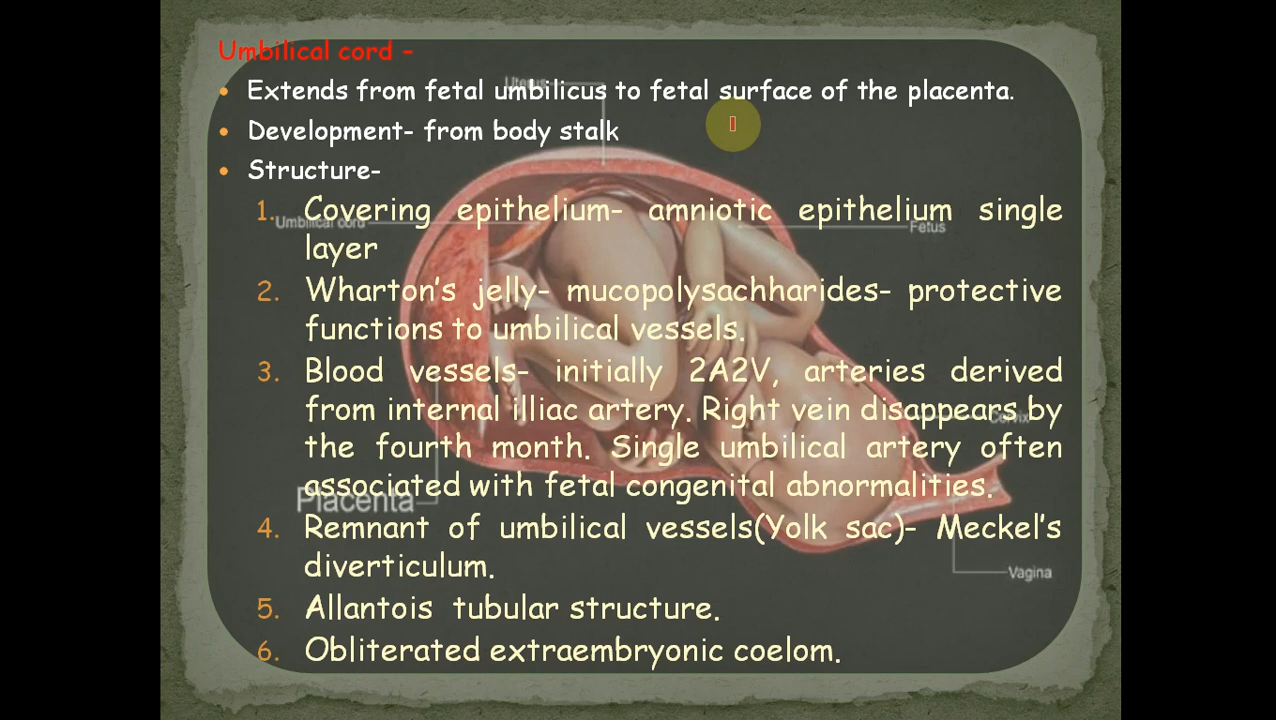 Umbilical cord –
• Extends from fetal umbilicus to fetal surface of the placenta.
• Development- from body stalk
• Structure-
1. Covering epithelium- amniotic epithelium single
layer
2. Wharton's jelly- mucopolysachharides- protective
functions to umbilical vessels.
3. Blood vessels- initially 2A2V, arteries derived
from internal illiac artery. Right vein disappears by
the fourth month. Single umbilical artery often
associated with fetal congenital abnormalities.
4. Remnant of umbilical vessels(Yolk sac)- Meckel's
diverticulum.
5. Allantois tubular structure.
6. Obliterated extraembryonic coelom.
Uterus
Umbilical cord
Fetus
Cervix
Placenta
Vagina